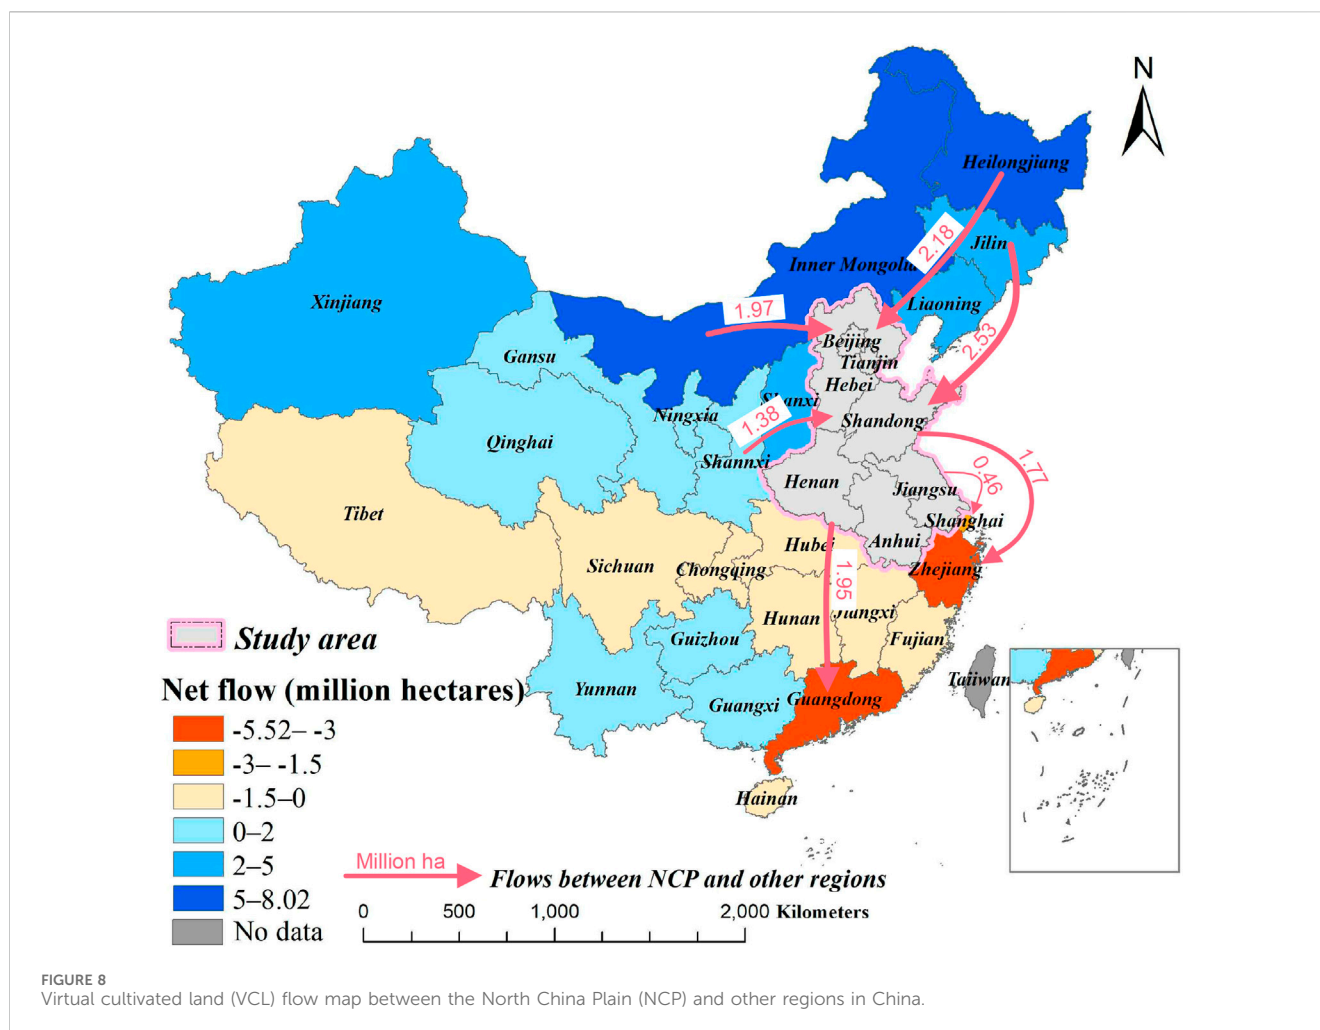 N
Heilongjiang
2.18
Jilin
Inner Mongolia
Xinjiang
Liaoning
1.97
Beijing
2.53
Gansu
Tianjin
Hebei
Shanxi
Ningxia
1.38
Shandong
Qinghai
Shannxi
1.77
Henan
0.46
Jiangsu
Tibet
Shanghai
Hubei
Anhui
Sichuan
Chongqing
Zhejiang
1.95
Hunan
Jiangxi
Study area
Guizhou
Fujian
Net flow (million hectares)
Yunnan
Guangxi
Guangdong
Taiiwan
-5.52– -3
-3– -1.5
-1.5–0
Hainan
0–2
2–5
5–8.02
No data
Million ha
Flows between NCP and other regions
0 500 1,000 2,000 Kilometers
FIGURE 8
Virtual cultivated land (VCL) flow map between the North China Plain (NCP) and other regions in China.